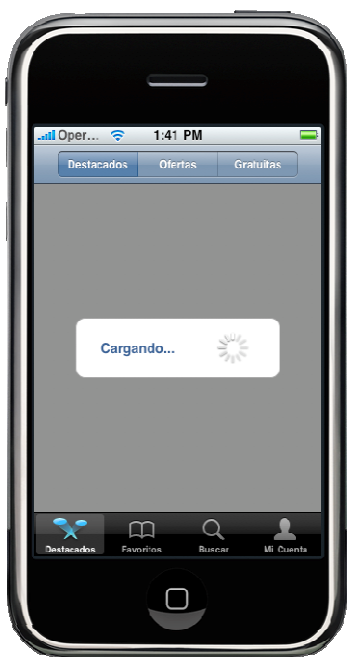 Oper... 1:41 PM
Destacados Ofertas Gratuitas
Cargando...
Destacados Favoritos Buscar Mi Cuenta